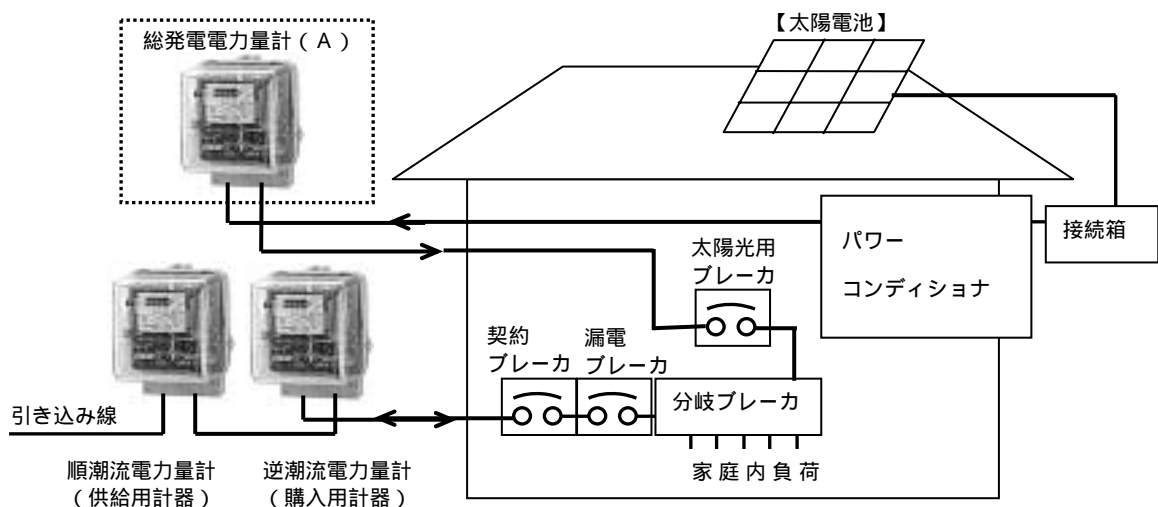 【太陽電池】
総発電電力量計(A)
パワー
コンディショナ
接続箱
太陽光用
ブレーカ
契約
ブレーカ
漏電
ブレーカ
分岐ブレーカ
引き込み線
家庭内負荷
順潮流電力量計
(供給用計器)
逆潮流電力量計
(購入用計器)